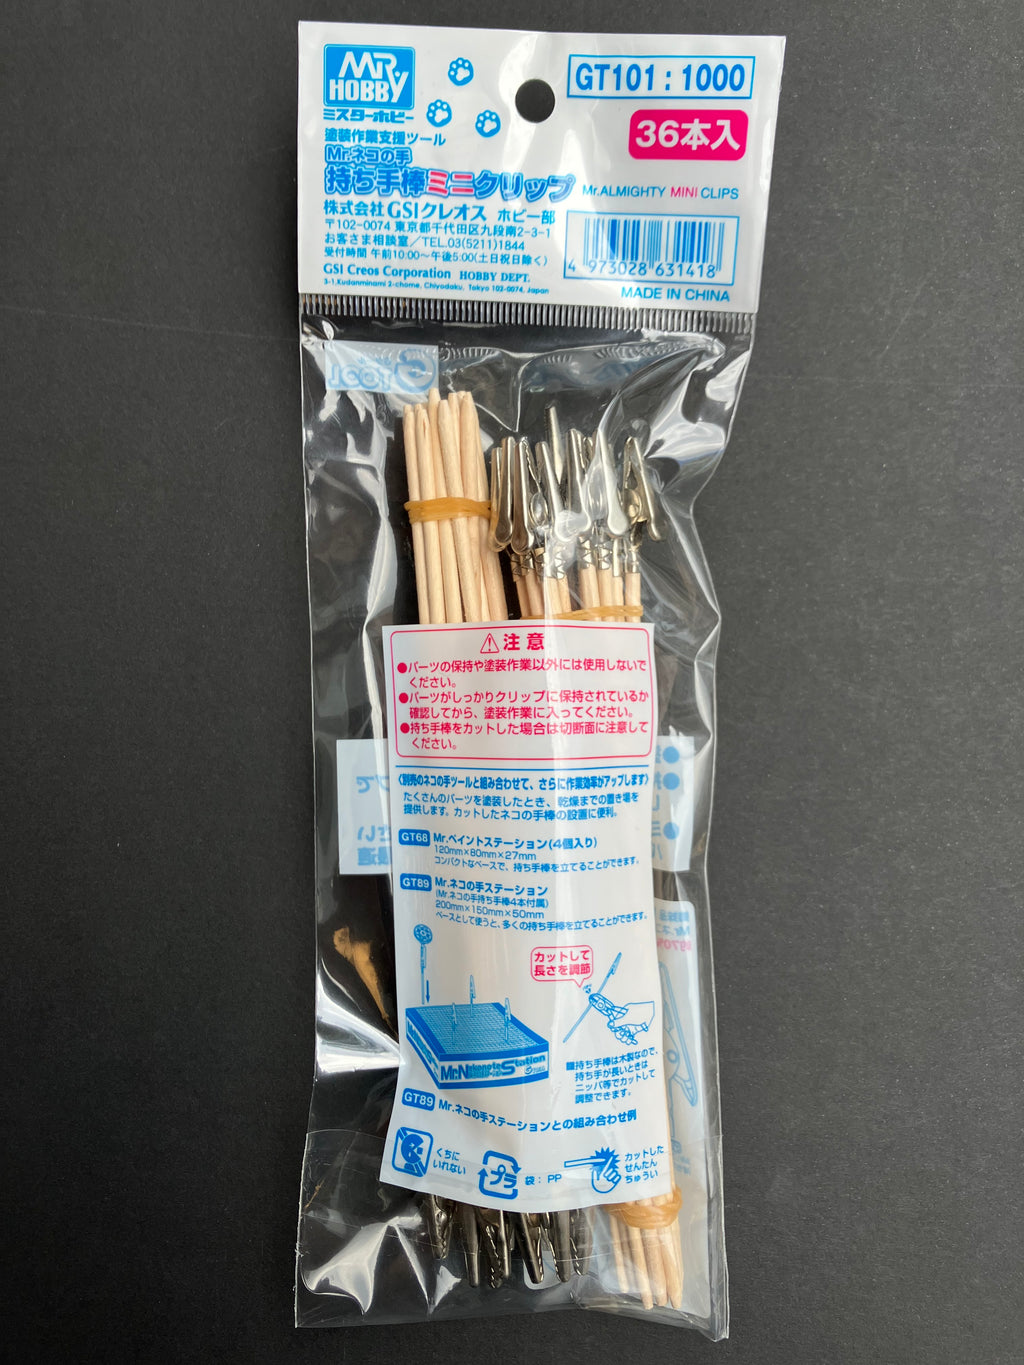 MR.
HOBBY
ミスターホビー
GT101 : 1000
36本入
塗装作業支援ツール
Mr.ネコの手
持ち手棒ミニクリップ
Mr.ALMIGHTY MINI CLIPS
株式会社GSIクレオス ホビー部
〒102-0074 東京都千代田区九段南2-3-1
お客さま相談室／TEL.03(5211)1844
受付時間 午前10:00〜午後5:00(土日祝日除く)
GSI Creos Corporation HOBBY DEPT.
3-1,Kudanminami 2-chome, Chiyodaku, Tokyo 102-0074, Japan
4 973028 631418
MADE IN CHINA
TOOL
⚠注意
●パーツの保持や塗装作業以外には使用しないで
ください。
●パーツがしっかりクリップに保持されているか
確認してから、塗装作業に入ってください。
●持ち手棒をカットした場合は切断面に注意して
ください。
〈別売のネコの手ツールと組み合わせて、さらに作業効率がアップします〉
たくさんのパーツを塗装したとき、乾燥までの置き場を
提供します。カットしたネコの手棒の設置に便利。
GT68 Mr.ペイントステーション(4個入り)
120mm×80mm×27mm
コンパクトなベースで、持ち手棒を立てることができます。
GT89 Mr.ネコの手ステーション
(Mr.ネコの手持ち手棒4本付属)
200mm×150mm×50mm
ベースとして使うと、多くの持ち手棒を立てることができます。
カットして
長さを調節
Mr.Nekonote Station
■持ち手棒は木製なので、
持ち手が長いときは
ニッパ等でカットして
調整できます。
GT89 Mr.ネコの手ステーションとの組み合わせ例
くちに
いれない
プラ
袋：PP
カットした
せんたん
ちゅうい